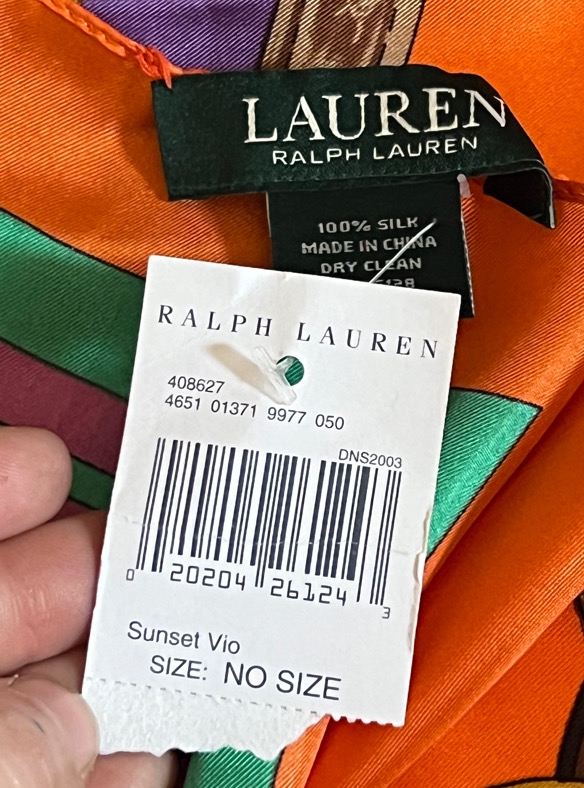 LAUREN
RALPH LAUREN
100% SILK
MADE IN CHINA
DRY CLEAN
RALPH LAUREN
408627
4651 01371 9977 050
DNS2003
0 20204 26124 3
Sunset Vio
SIZE: NO SIZE